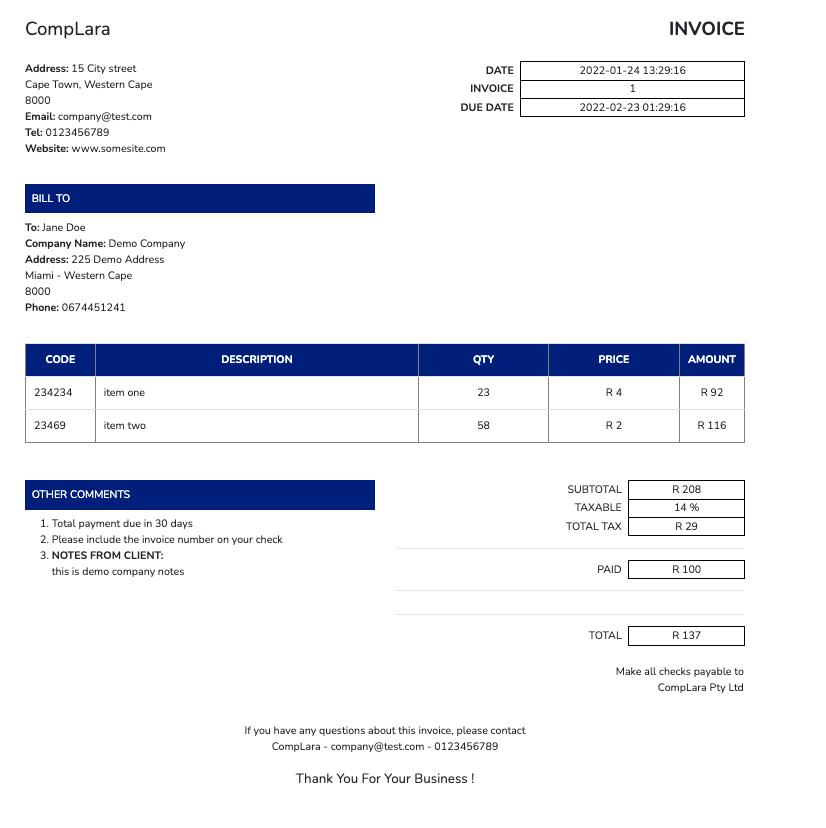 CompLara
INVOICE
Address: 15 City street
Cape Town, Western Cape
8000
Email: company@test.com
Tel: 0123456789
Website: www.somesite.com
DATE 2022-01-24 13:29:16
INVOICE 1
DUE DATE 2022-02-23 01:29:16
BILL TO
To: Jane Doe
Company Name: Demo Company
Address: 225 Demo Address
Miami - Western Cape
8000
Phone: 0674451241
CODE DESCRIPTION QTY PRICE AMOUNT
234234 item one 23 R 4 R 92
23469 item two 58 R 2 R 116
OTHER COMMENTS
1. Total payment due in 30 days
2. Please include the invoice number on your check
3. NOTES FROM CLIENT:
this is demo company notes
SUBTOTAL R 208
TAXABLE 14 %
TOTAL TAX R 29
PAID R 100
TOTAL R 137
Make all checks payable to
CompLara Pty Ltd
If you have any questions about this invoice, please contact
CompLara - company@test.com - 0123456789
Thank You For Your Business !